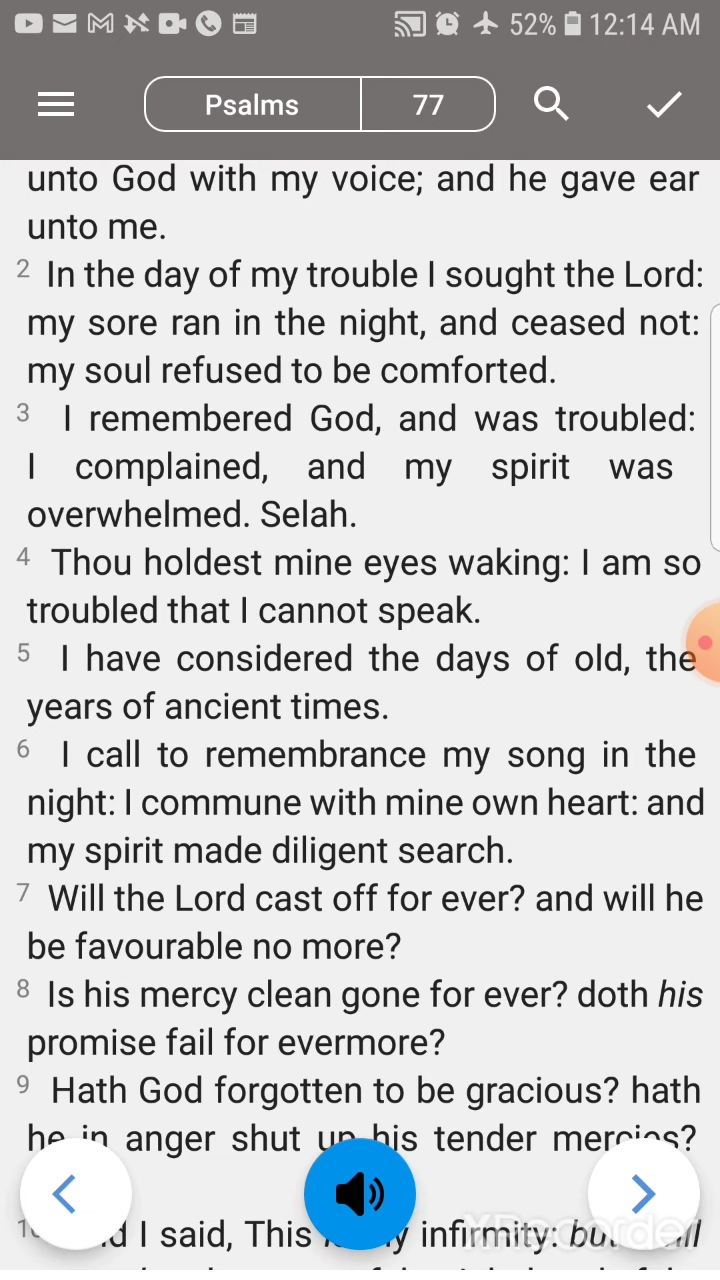 52% 12:14 AM
Psalms 77
unto God with my voice; and he gave ear
unto me.
2 In the day of my trouble I sought the Lord:
my sore ran in the night, and ceased not:
my soul refused to be comforted.
3 I remembered God, and was troubled:
I complained, and my spirit was
overwhelmed. Selah.
4 Thou holdest mine eyes waking: I am so
troubled that I cannot speak.
5 I have considered the days of old, the
years of ancient times.
6 I call to remembrance my song in the
night: I commune with mine own heart: and
my spirit made diligent search.
7 Will the Lord cast off for ever? and will he
be favourable no more?
8 Is his mercy clean gone for ever? doth his
promise fail for evermore?
9 Hath God forgotten to be gracious? hath
he in anger shut up his tender mercies?
I said, This infirmity: but
XRecorder